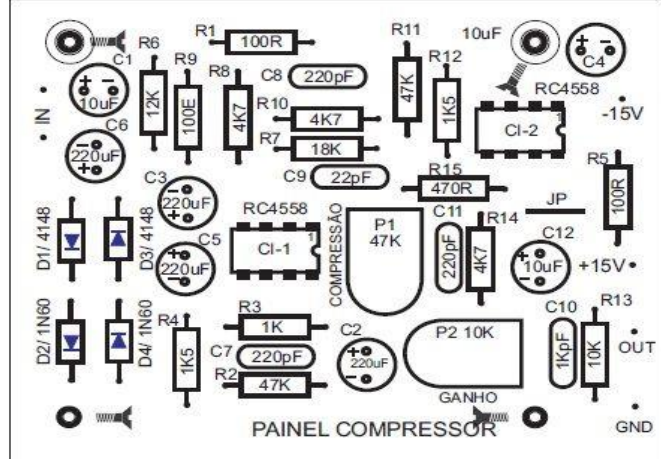 R1
100R
R11
10uF
C4
R6
C1
10uF
12K
R9
100E
R8
4K7
C8
220pF
47K
R12
1K5
RC4558
CI-2
1
-15V
IN
C6
220uF
R10
4K7
R7
18K
C9
22pF
R15
470R
R5
100R
JP
C3
220uF
RC4558
1
CI-1
COMPRESSÃO
P1
47K
C11
220pF
R14
4K7
C12
10uF
+15V
D1/ 4148
D3/ 4148
C5
220uF
D2/ 1N60
D4/ 1N60
R4
1K5
R3
1K
C7
220pF
R2
47K
C2
220uF
P2 10K
C10
1KpF
R13
10K
OUT
GANHO
PAINEL COMPRESSOR
GND